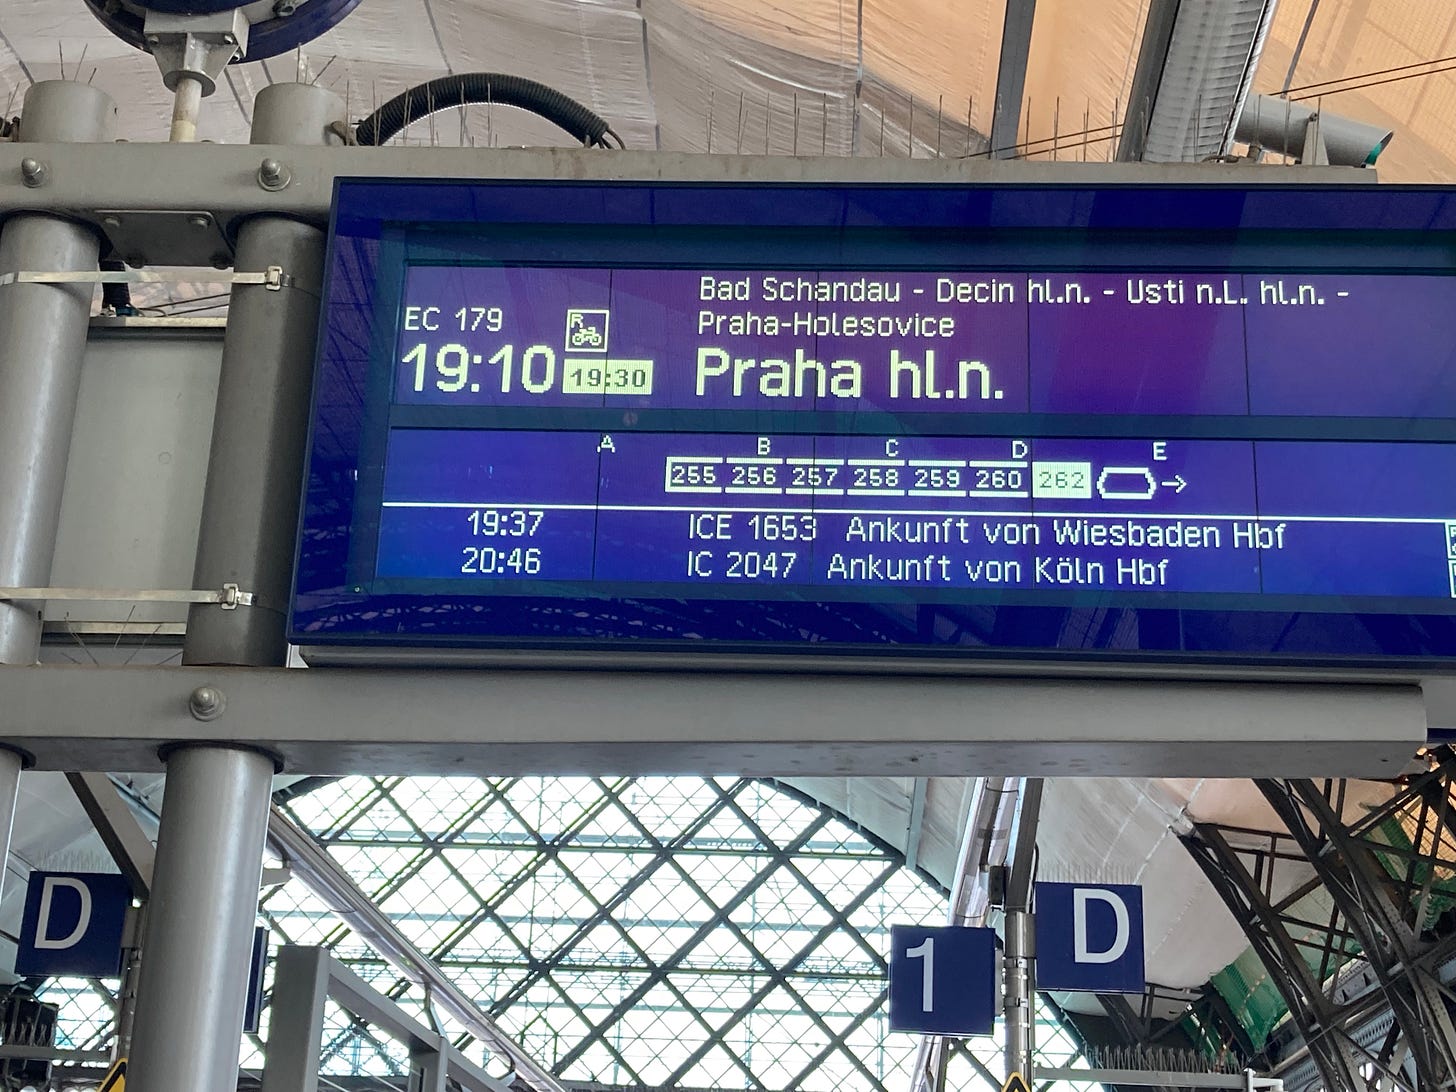 Bad Schandau - Decin hl.n. - Usti n.L. hl.n. -
EC 179
R
Praha-Holesovice
19:10 19:30 Praha hl.n.
A B C D E
255 256 257 258 259 260 262
19:37 ICE 1653 Ankunft von Wiesbaden Hbf
20:46 IC 2047 Ankunft von Köln Hbf
D
1
D